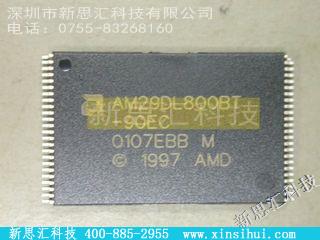 深圳市新思汇科技有限公司
电话：0755-83268160
AM29DL800BT
-90EC
新思汇科技
0107EBB M
© 1997 AMD
新思汇科技
新思汇科技 400-885-2955 www.xinsihui.com